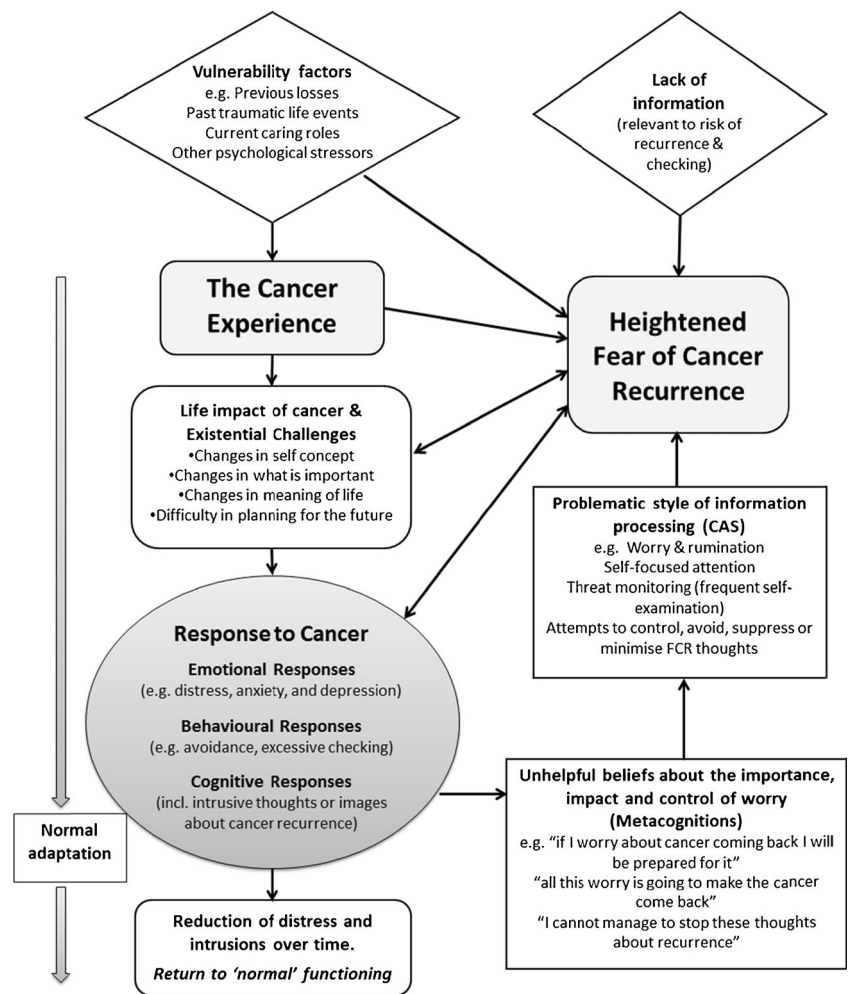 Vulnerability factors
e.g. Previous losses
Past traumatic life events
Current caring roles
Other psychological stressors
Lack of
information
(relevant to risk of
recurrence &
checking)
The Cancer
Experience
Heightened
Fear of Cancer
Recurrence
Life impact of cancer &
Existential Challenges
•Changes in self concept
•Changes in what is important
•Changes in meaning of life
•Difficulty in planning for the future
Problematic style of information
processing (CAS)
e.g. Worry & rumination
Self-focused attention
Threat monitoring (frequent self-
examination)
Attempts to control, avoid, suppress or
minimise FCR thoughts
Response to Cancer
Emotional Responses
(e.g. distress, anxiety, and depression)
Behavioural Responses
(e.g. avoidance, excessive checking)
Cognitive Responses
(incl. intrusive thoughts or images
about cancer recurrence)
Unhelpful beliefs about the importance,
impact and control of worry
(Metacognitions)
e.g. “if I worry about cancer coming back I will
be prepared for it”
“all this worry is going to make the cancer
come back”
“I cannot manage to stop these thoughts
about recurrence”
Normal
adaptation
Reduction of distress and
intrusions over time.
Return to ‘normal’ functioning